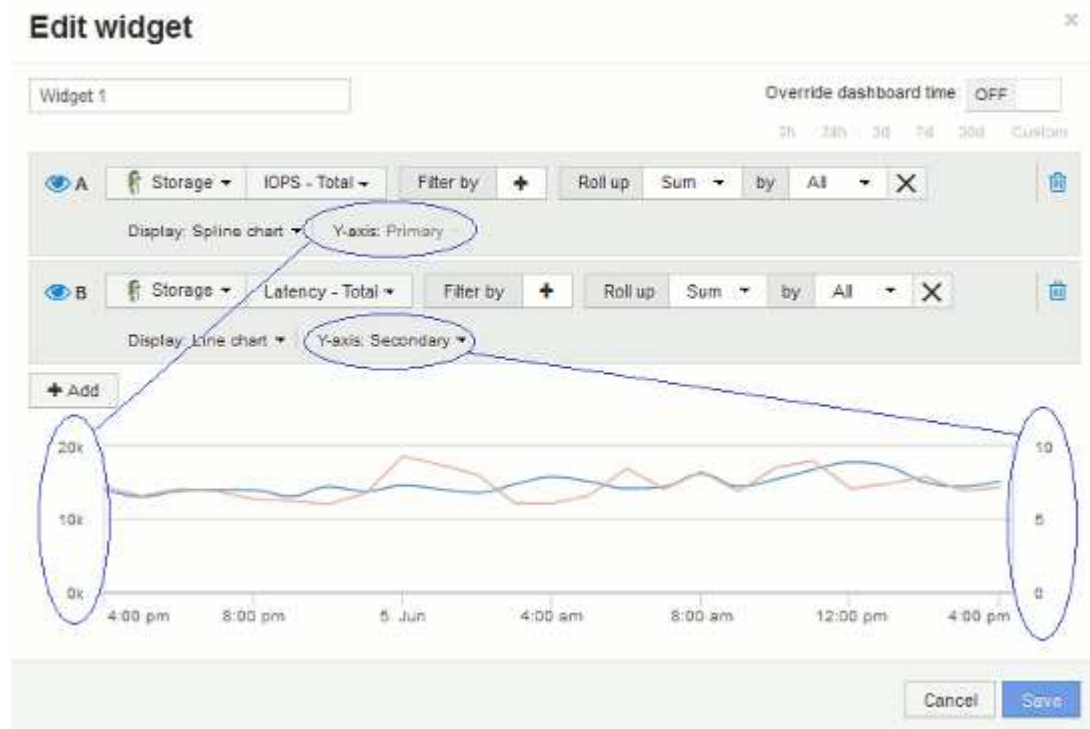 Edit widget
Widget 1
Override dashboard time: OFF
3h 24h 3d 7d 30d Custom
A Storage IOPS - Total Filter by Roll up Sum by All
Display: Spline chart Y-axis: Primary
B Storage Latency - Total Filter by Roll up Sum by All
Display: Line chart Y-axis: Secondary
+ Add
20k 10
10k 5
0k 0
4:00 pm 8:00 pm 5. Jun 4:00 am 8:00 am 12:00 pm 4:00 pm
Cancel Save